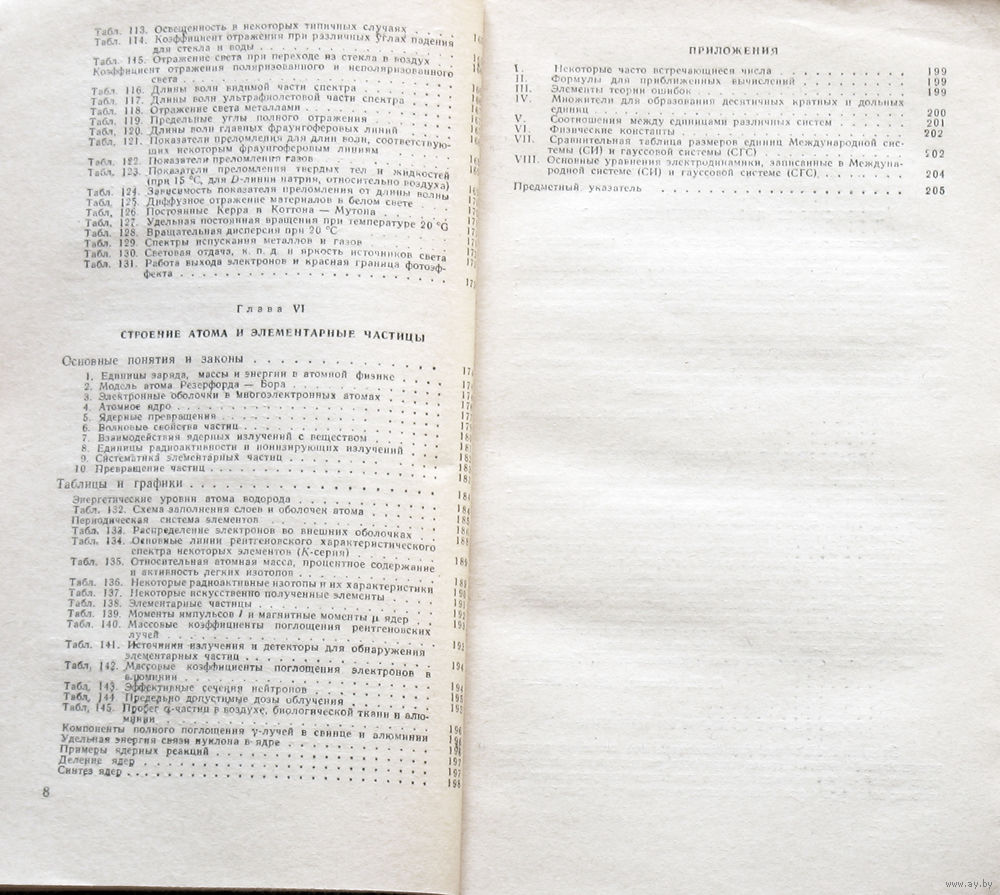 Табл. 113. Освещенность в некоторых типичных случаях
Табл. 114. Коэффициент отражения при различных углах падения
для стекла и воды
Табл. 115. Отражение света при переходе из стекла в воздух
Коэффициент отражения поляризованного и неполяризованного
света
Табл. 116. Длины волн видимой части спектра
Табл. 117. Длины волн ультрафиолетовой части спектра
Табл. 118. Отражение света металлами
Табл. 119. Предельные углы полного отражения
Табл. 120. Длины волн главных фраунгоферовых линий
Табл. 121. Показатели преломления для длин волн, соответствую-
щих некоторым фраунгоферовым линиям
Табл. 122. Показатели преломления газов
Табл. 123. Показатели преломления твердых тел и жидкостей
(при 15 °С, для D-линии натрия, относительно воздуха)
Табл. 124. Зависимость показателя преломления от длины волны
Табл. 125. Диффузное отражение материалов в белом свете
Табл. 126. Постоянные Керра и Коттона — Мутона
Табл. 127. Удельная постоянная вращения при температуре 20 °С
Табл. 128. Вращательная дисперсия при 20 °С
Табл. 129. Спектры испускания металлов и газов
Табл. 130. Световая отдача, к. п. д. и яркость источников света
Табл. 131. Работа выхода электронов и красная граница фотоэф-
фекта
Глава VI
СТРОЕНИЕ АТОМА И ЭЛЕМЕНТАРНЫЕ ЧАСТИЦЫ
Основные понятия и законы
1. Единицы заряда, массы и энергии в атомной физике
2. Модель атома Резерфорда — Бора
3. Электронные оболочки в многоэлектронных атомах
4. Атомное ядро
5. Ядерные превращения
6. Волновые свойства частиц
7. Взаимодействия ядерных излучений с веществом
8. Единицы радиоактивности и ионизирующих излучений
9. Систематика элементарных частиц
10. Превращение частиц
Таблицы и графики
Энергетические уровни атома водорода
Табл. 132. Схема заполнения слоев и оболочек атома
Периодическая система элементов
Табл. 133. Распределение электронов во внешних оболочках
Табл. 134. Основные линии рентгеновского характеристического
спектра некоторых элементов (К-серия)
Табл. 135. Относительная атомная масса, процентное содержание
и активность легких изотопов
Табл. 136. Некоторые радиоактивные изотопы и их характеристики
Табл. 137. Некоторые искусственно полученные элементы
Табл. 138. Элементарные частицы
Табл. 139. Моменты импульсов I и магнитные моменты μ ядер
Табл. 140. Массовые коэффициенты поглощения рентгеновских
лучей
Табл. 141. Источники излучения и детекторы для обнаружения
элементарных частиц
Табл. 142. Массовые коэффициенты поглощения электронов в
алюминии
Табл. 143. Эффективные сечения нейтронов
Табл. 144. Предельно допустимые дозы облучения
Табл. 145. Пробег α-частиц в воздухе, биологической ткани и алю-
минии
Компоненты полного поглощения γ-лучей в свинце и алюминии
Удельная энергия связи нуклона в ядре
Примеры ядерных реакций
Деление ядер
Синтез ядер . . . 198
8
ПРИЛОЖЕНИЯ
I. Некоторые часто встречающиеся числа . . . 199
II. Формулы для приближенных вычислений . . . 199
III. Элементы теории ошибок . . . 199
IV. Множители для образования десятичных кратных и дольных
единиц . . . 200
V. Соотношения между единицами различных систем . . . 201
VI. Физические константы . . . 202
VII. Сравнительная таблица размеров единиц Международной сис-
темы (СИ) и гауссовой системы (СГС) . . . 202
VIII. Основные уравнения электродинамики, записанные в Междуна-
родной системе (СИ) и гауссовой системе (СГС) . . . 204
Предметный указатель . . . 205
www.ay.by